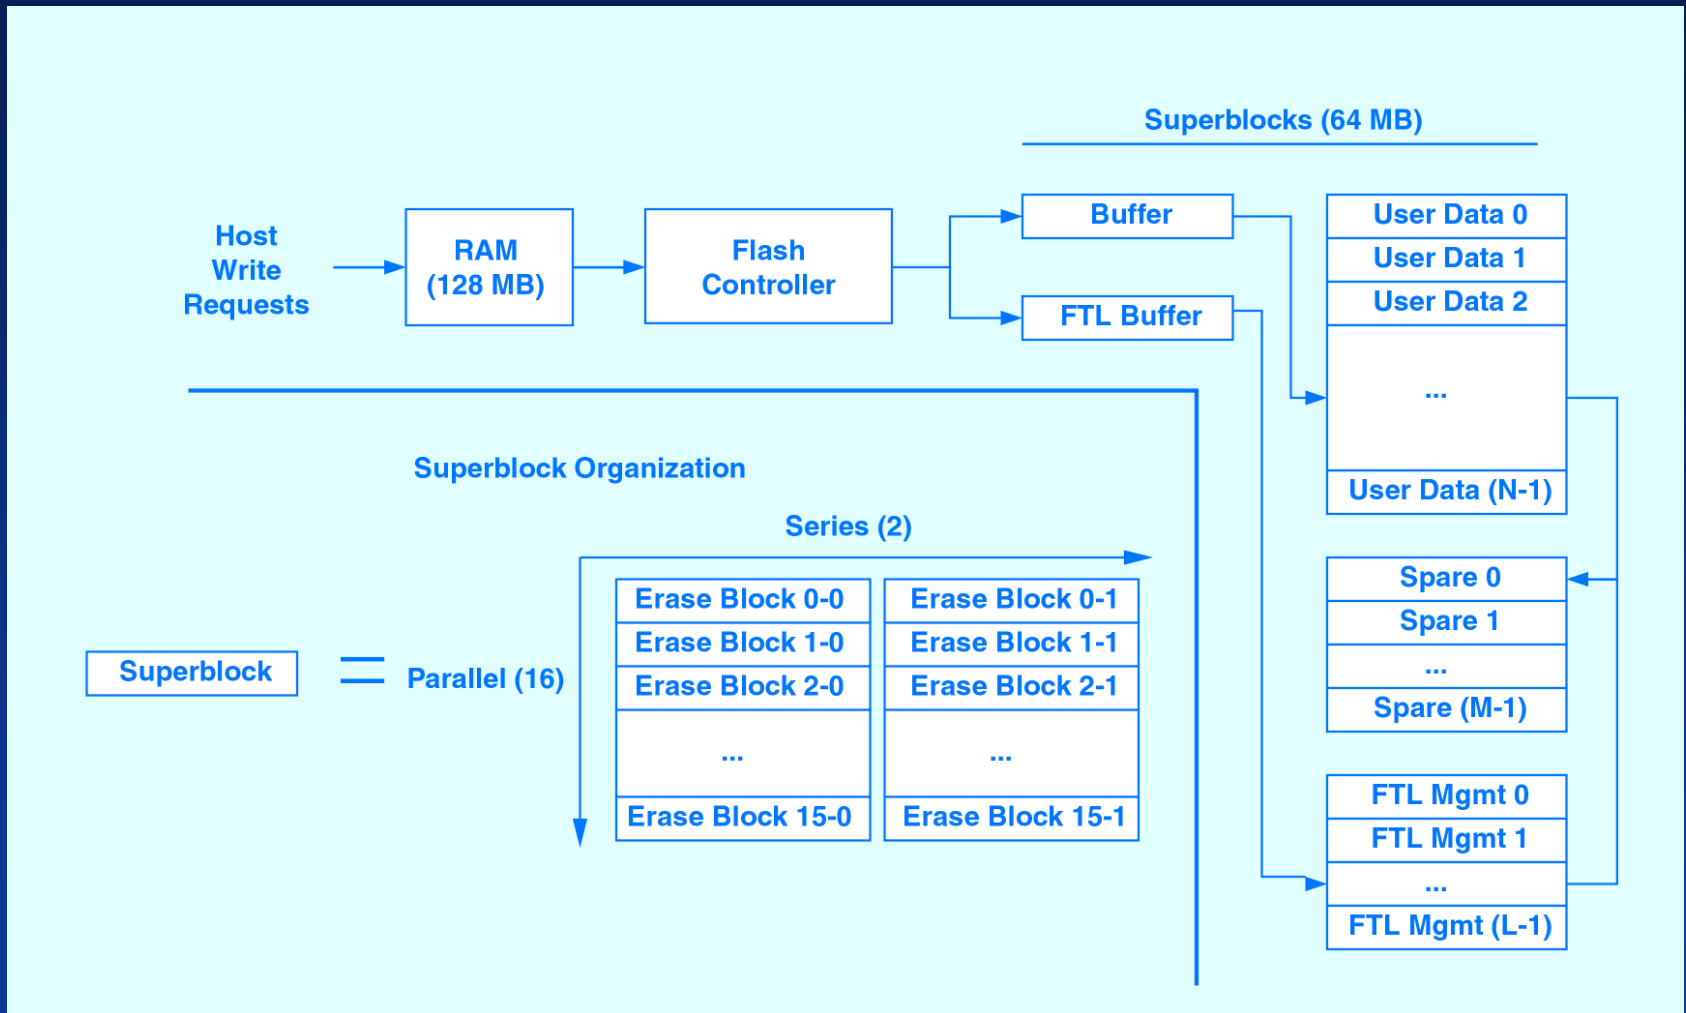 Superblocks (64 MB)
Host
Write
Requests
RAM
(128 MB)
Flash
Controller
Buffer
FTL Buffer
User Data 0
User Data 1
User Data 2
...
User Data (N-1)
Spare 0
Spare 1
...
Spare (M-1)
FTL Mgmt 0
FTL Mgmt 1
...
FTL Mgmt (L-1)
Superblock Organization
Series (2)
Superblock
Parallel (16)
Erase Block 0-0
Erase Block 1-0
Erase Block 2-0
...
Erase Block 15-0
Erase Block 0-1
Erase Block 1-1
Erase Block 2-1
...
Erase Block 15-1